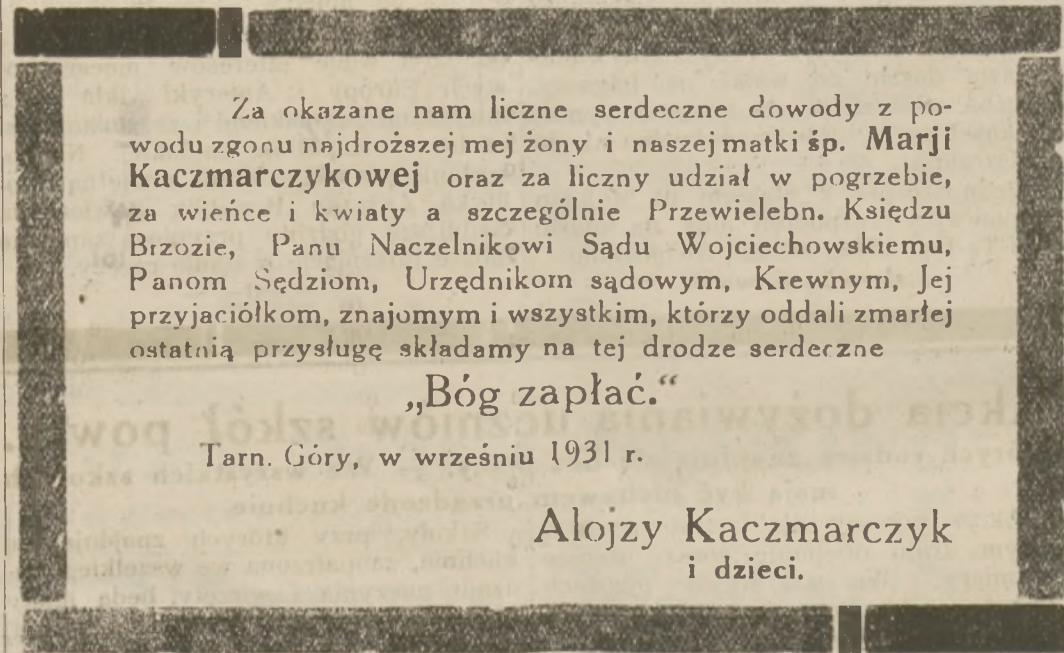 Za okazane nam liczne serdeczne dowody z po-
wodu zgonu najdroższej mej żony i naszej matki śp. Marji
Kaczmarczykowej oraz za liczny udział w pogrzebie,
za wieńce i kwiaty a szczególnie Przewielebn. Księdzu
Brzozie, Panu Naczelnikowi Sądu Wojciechowskiemu,
Panom Sędziom, Urzędnikom sądowym, Krewnym, Jej
przyjaciółkom, znajomym i wszystkim, którzy oddali zmarłej
ostatnią przysługę składamy na tej drodze serdeczne
„Bóg zapłać.“
Tarn. Góry, w wrześniu 1931 r.
Alojzy Kaczmarczyk
i dzieci.